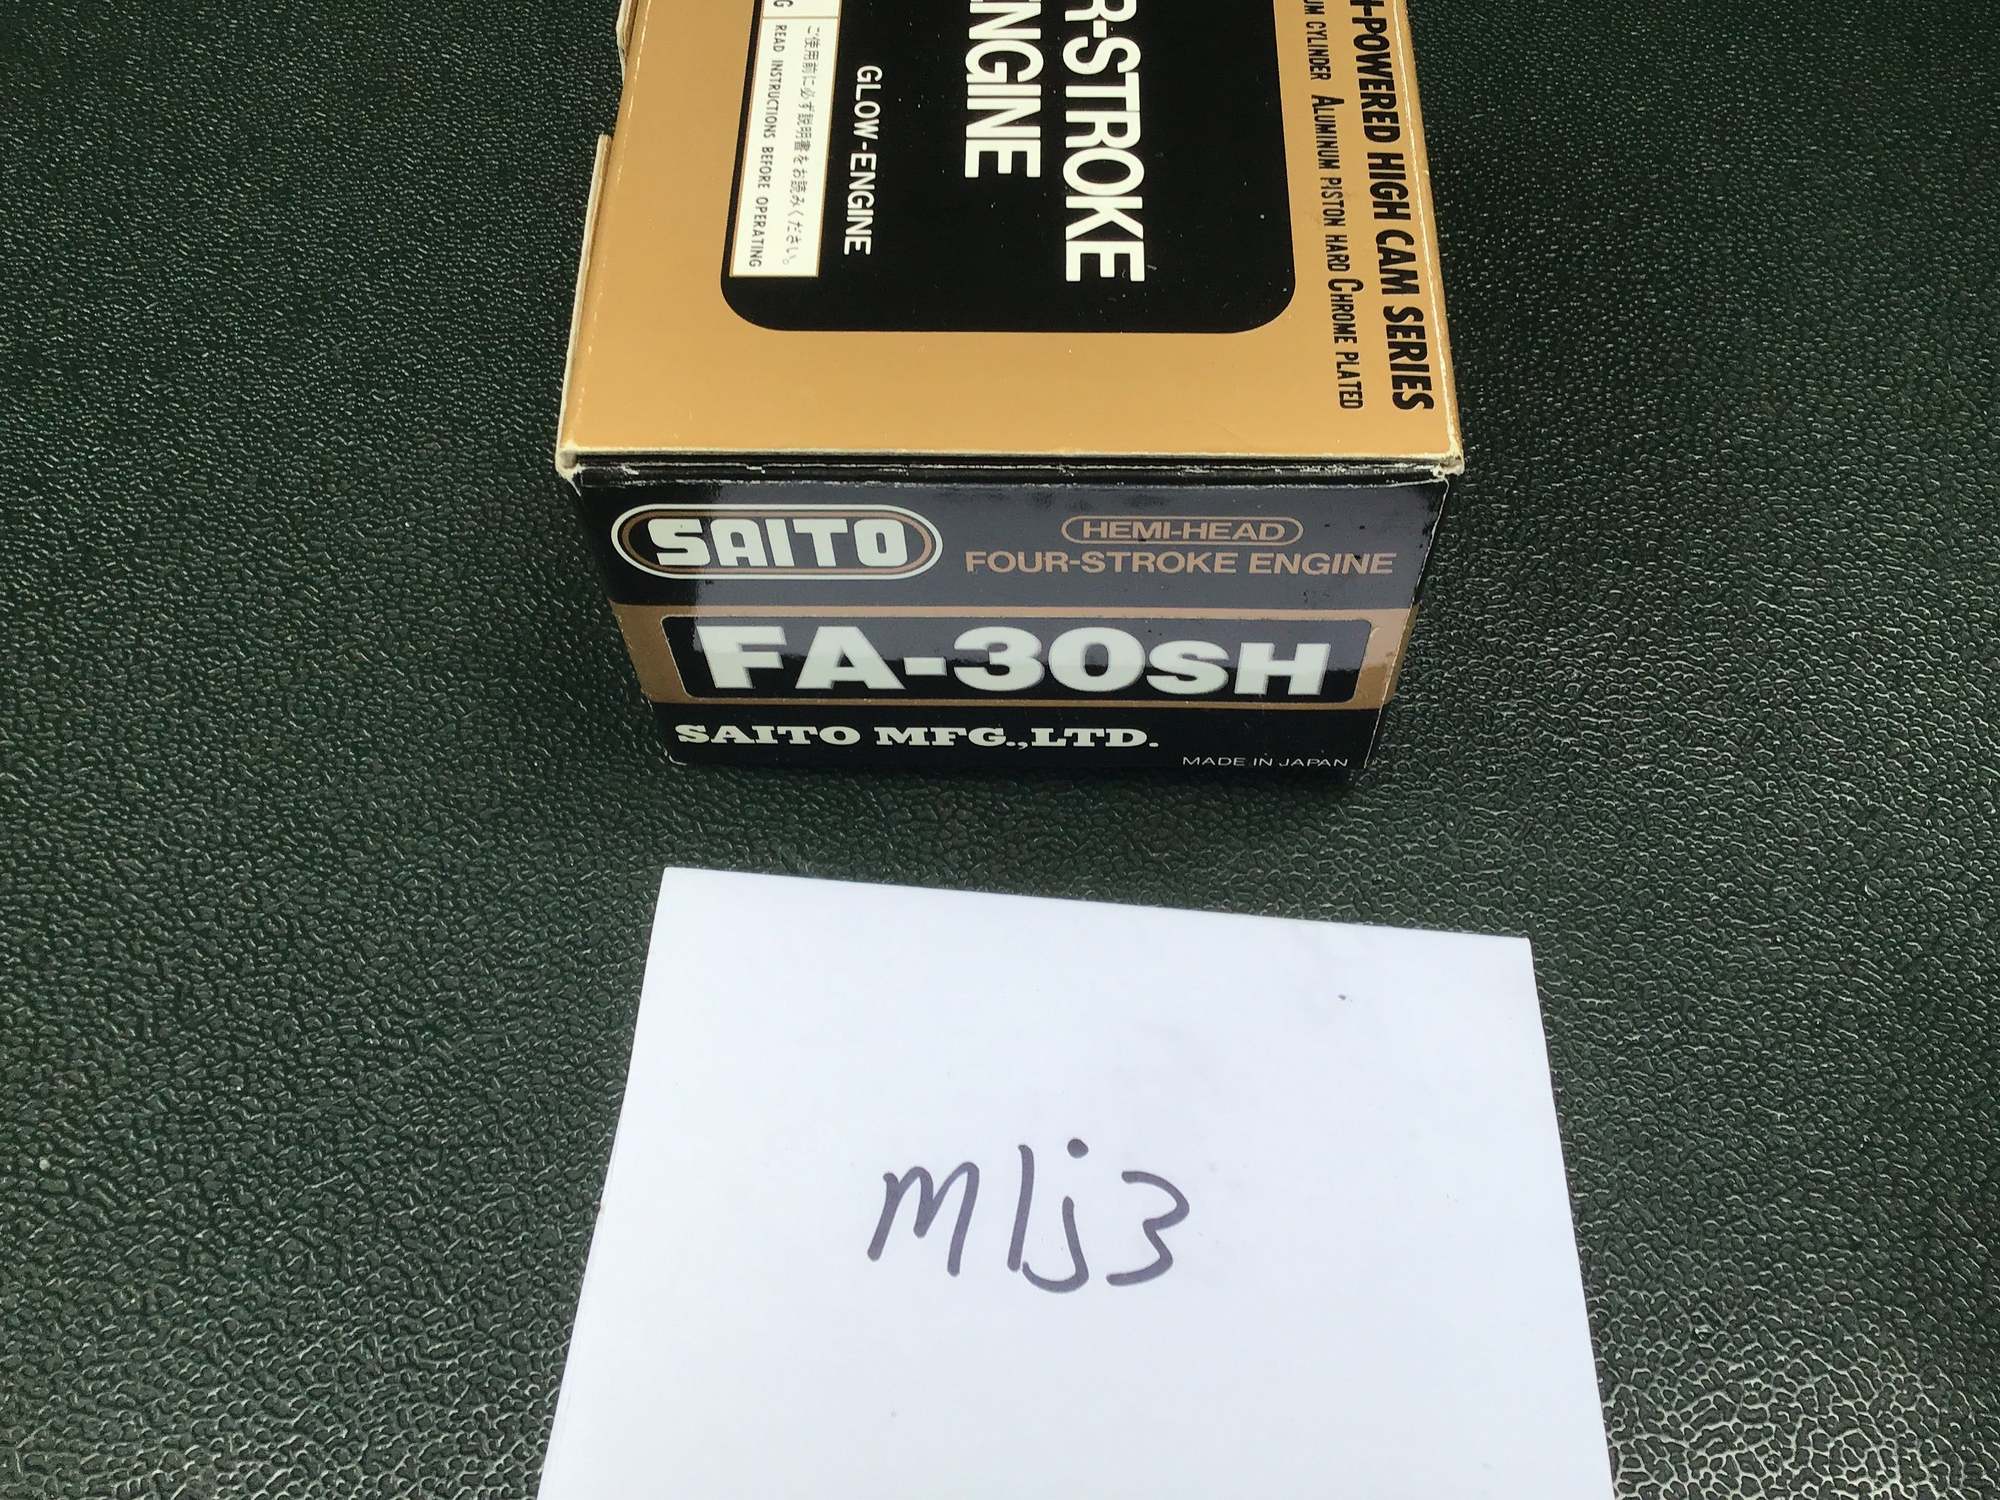 R-STROKE
ENGINE
GLOW-ENGINE
ご使用前に必ず説明書をお読みください。
READ INSTRUCTIONS BEFORE OPERATING
H-POWERED HIGH CAM SERIES
UM CYLINDER ALUMINUM PISTON HARD CHROME PLATED
SAITO
HEMI-HEAD
FOUR-STROKE ENGINE
FA-30SH
SAITO MFG.,LTD.
MADE IN JAPAN
mlj3